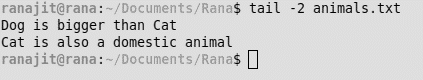 ranajit@rana:~/Documents/Rana$ tail -2 animals.txt
Dog is bigger than Cat
Cat is also a domestic animal
ranajit@rana:~/Documents/Rana$